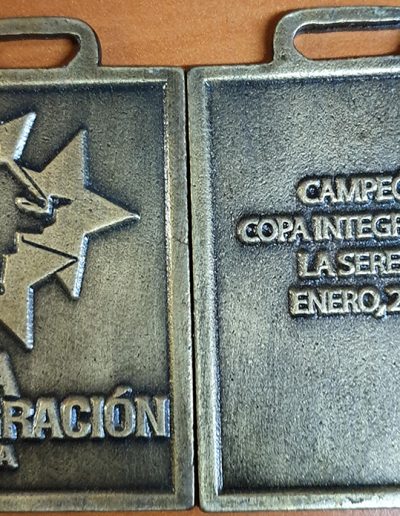 A
RACIÓN
A
CAMPEO
COPA INTEGR
LA SERE
ENERO, 2